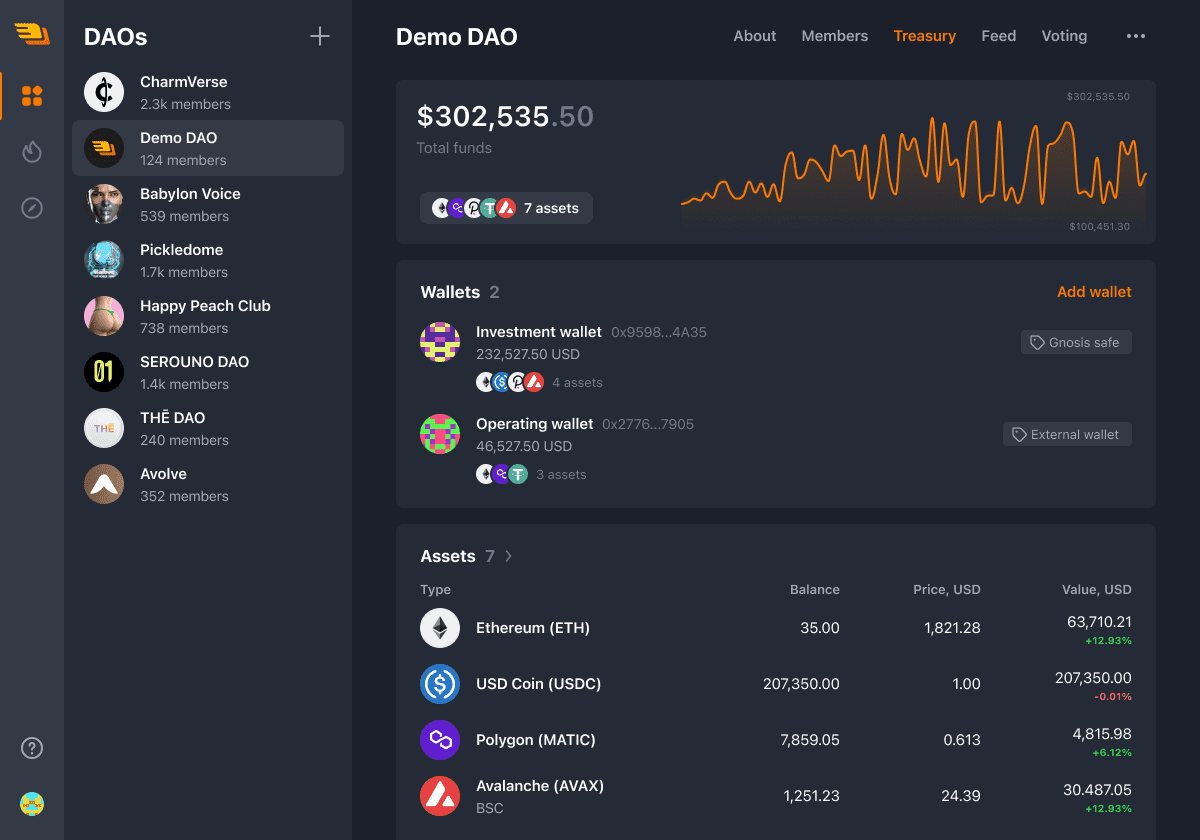 DAOs
CharmVerse
2.3k members
Demo DAO
124 members
Babylon Voice
539 members
Pickledome
1.7k members
Happy Peach Club
738 members
01
SEROUNO DAO
1.4k members
THĒ
THĒ DAO
240 members
Avolve
352 members
Demo DAO
About Members Treasury Feed Voting
$302,535.50
Total funds
7 assets
$302,535.50
$100,451.30
Wallets 2
Add wallet
Investment wallet 0x9598...4A35
232,527.50 USD
4 assets
Gnosis safe
Operating wallet 0x2776...7905
46,527.50 USD
3 assets
External wallet
Assets 7
Type Balance Price, USD Value, USD
Ethereum (ETH) 35.00 1,821.28 63,710.21
+12.93%
USD Coin (USDC) 207,350.00 1.00 207,350.00
-0.01%
Polygon (MATIC) 7,859.05 0.613 4,815.98
+6.12%
Avalanche (AVAX) 1,251.23 24.39 30.487.05
BSC +12.93%